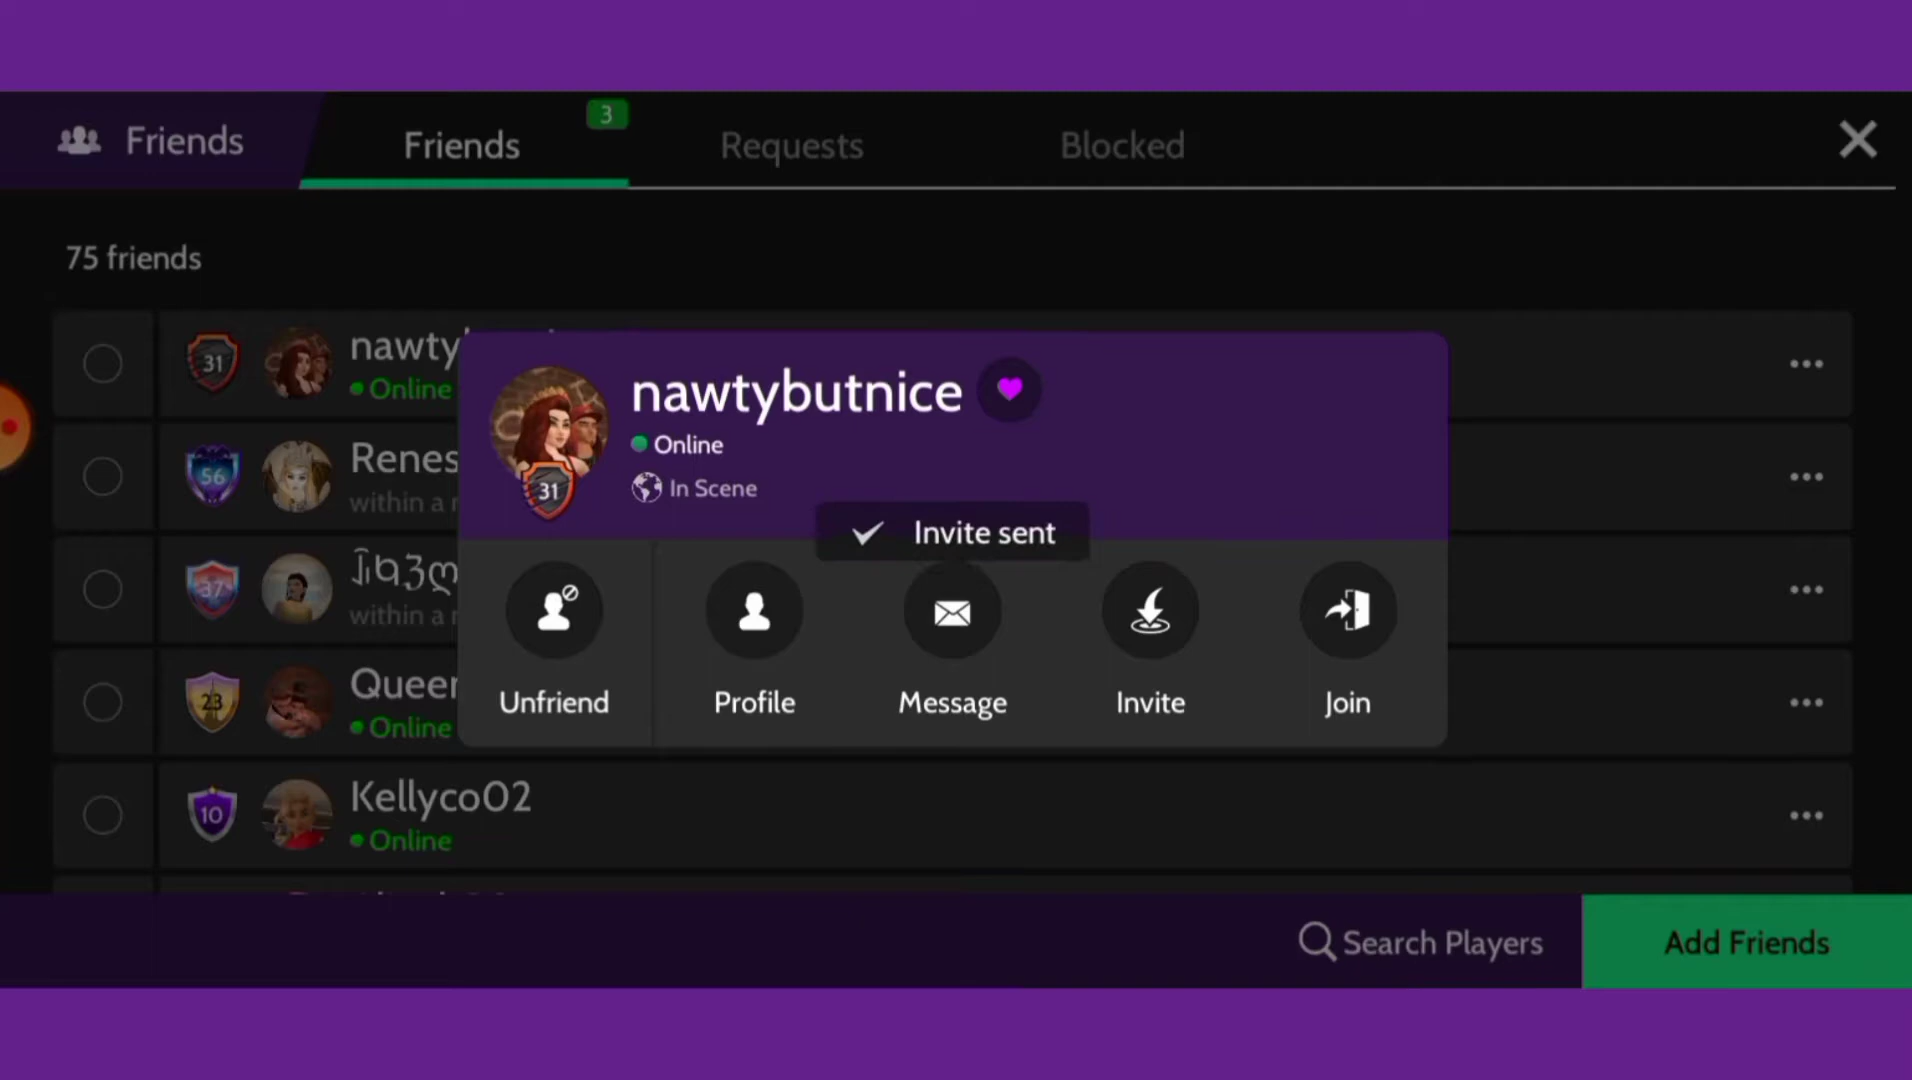 Friends
Friends
3
Requests
Blocked
75 friends
31
nawty
Online
nawtybutnice
Online
31
In Scene
Invite sent
56
Renes
within a
37
within a
23
Online
Unfriend
Profile
Message
Invite
Join
10
Kellyco02
Online
Search Players
Add Friends